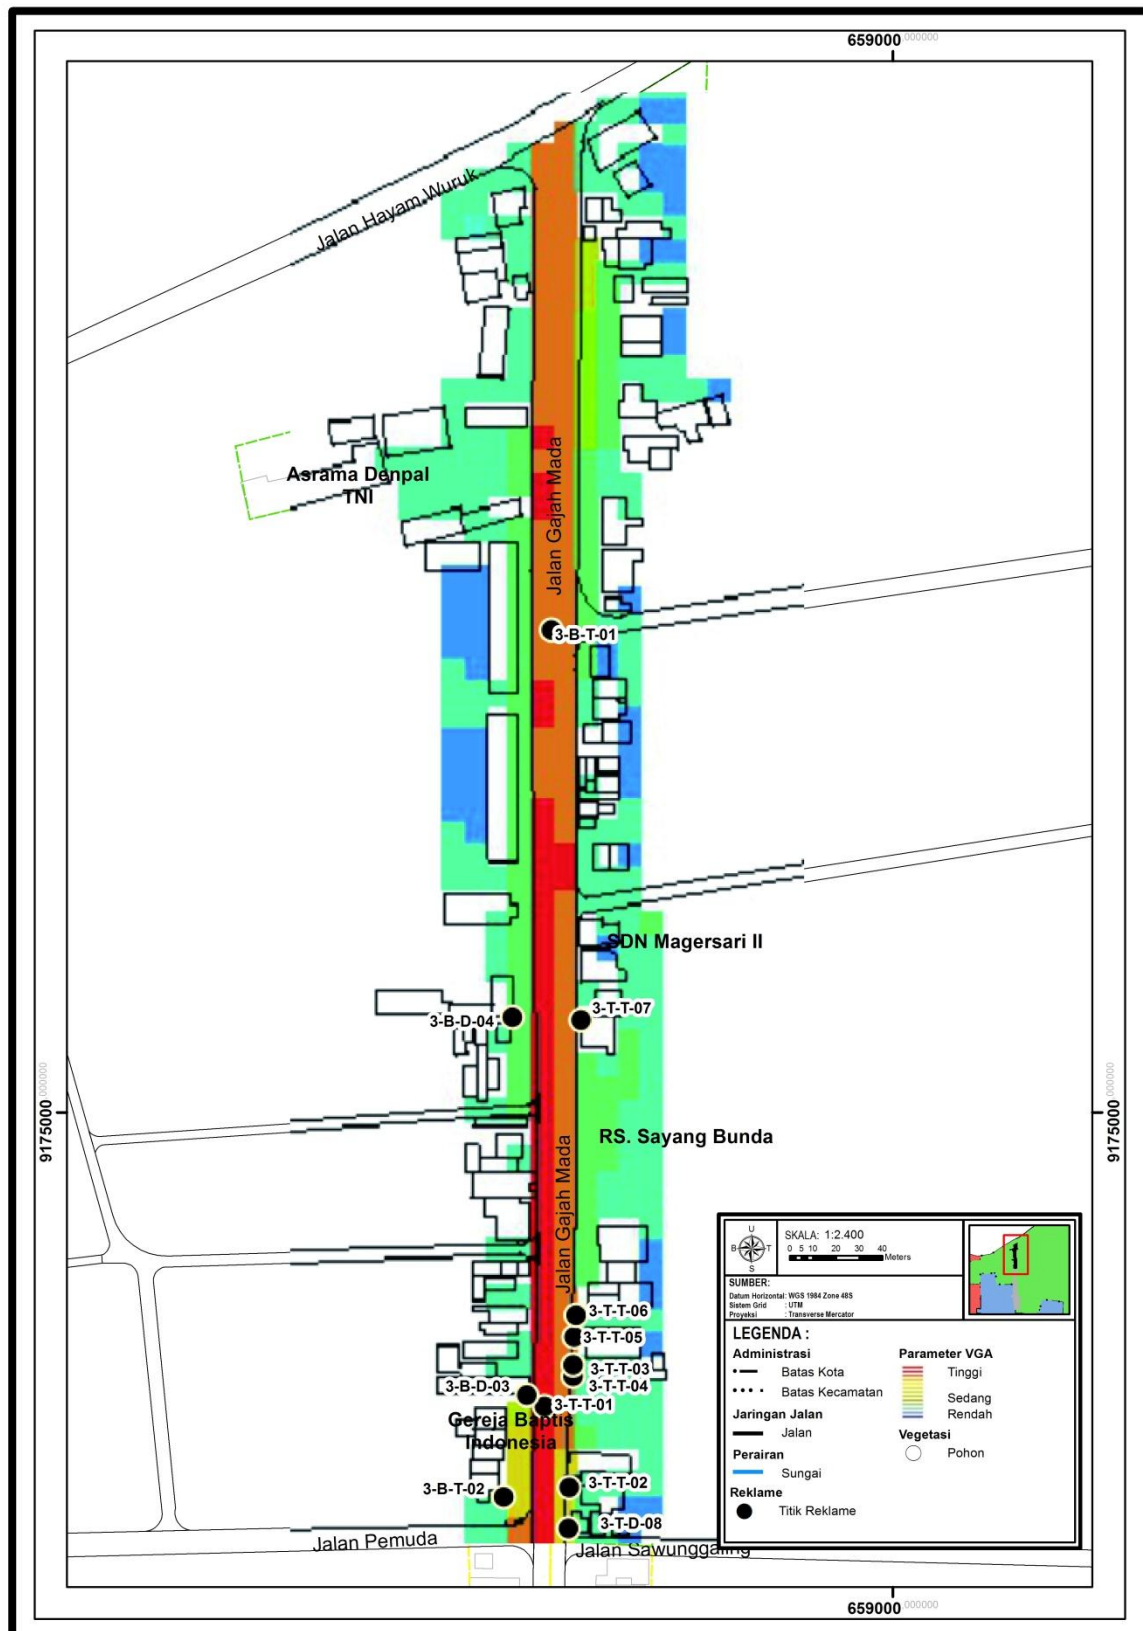 659000.000000
Jalan Hayam Wuruk
Jalan Gajah Mada
Asrama Denpal
TNI
3-B-T-01
SDN Magersari II
3-B-D-04
3-T-T-07
9175000.000000
9175000.000000
RS. Sayang Bunda
Jalan Gajah Mada
3-T-T-06
3-T-T-05
3-T-T-03
3-T-T-04
3-B-D-03
3-T-T-01
Gereja Baptis
Indonesia
3-B-T-02
3-T-T-02
3-T-D-08
Jalan Pemuda
Jalan Sawunggaling
U
B T
S
SKALA: 1:2.400
0 5 10 20 30 40
Meters
SUMBER:
Datum Horizontal: WGS 1984 Zone 48S
Sistem Grid : UTM
Proyeksi : Transverse Mercator
LEGENDA :
Administrasi
Batas Kota
Batas Kecamatan
Jaringan Jalan
Jalan
Perairan
Sungai
Reklame
Titik Reklame
Parameter VGA
Tinggi
Sedang
Rendah
Vegetasi
Pohon
659000.000000